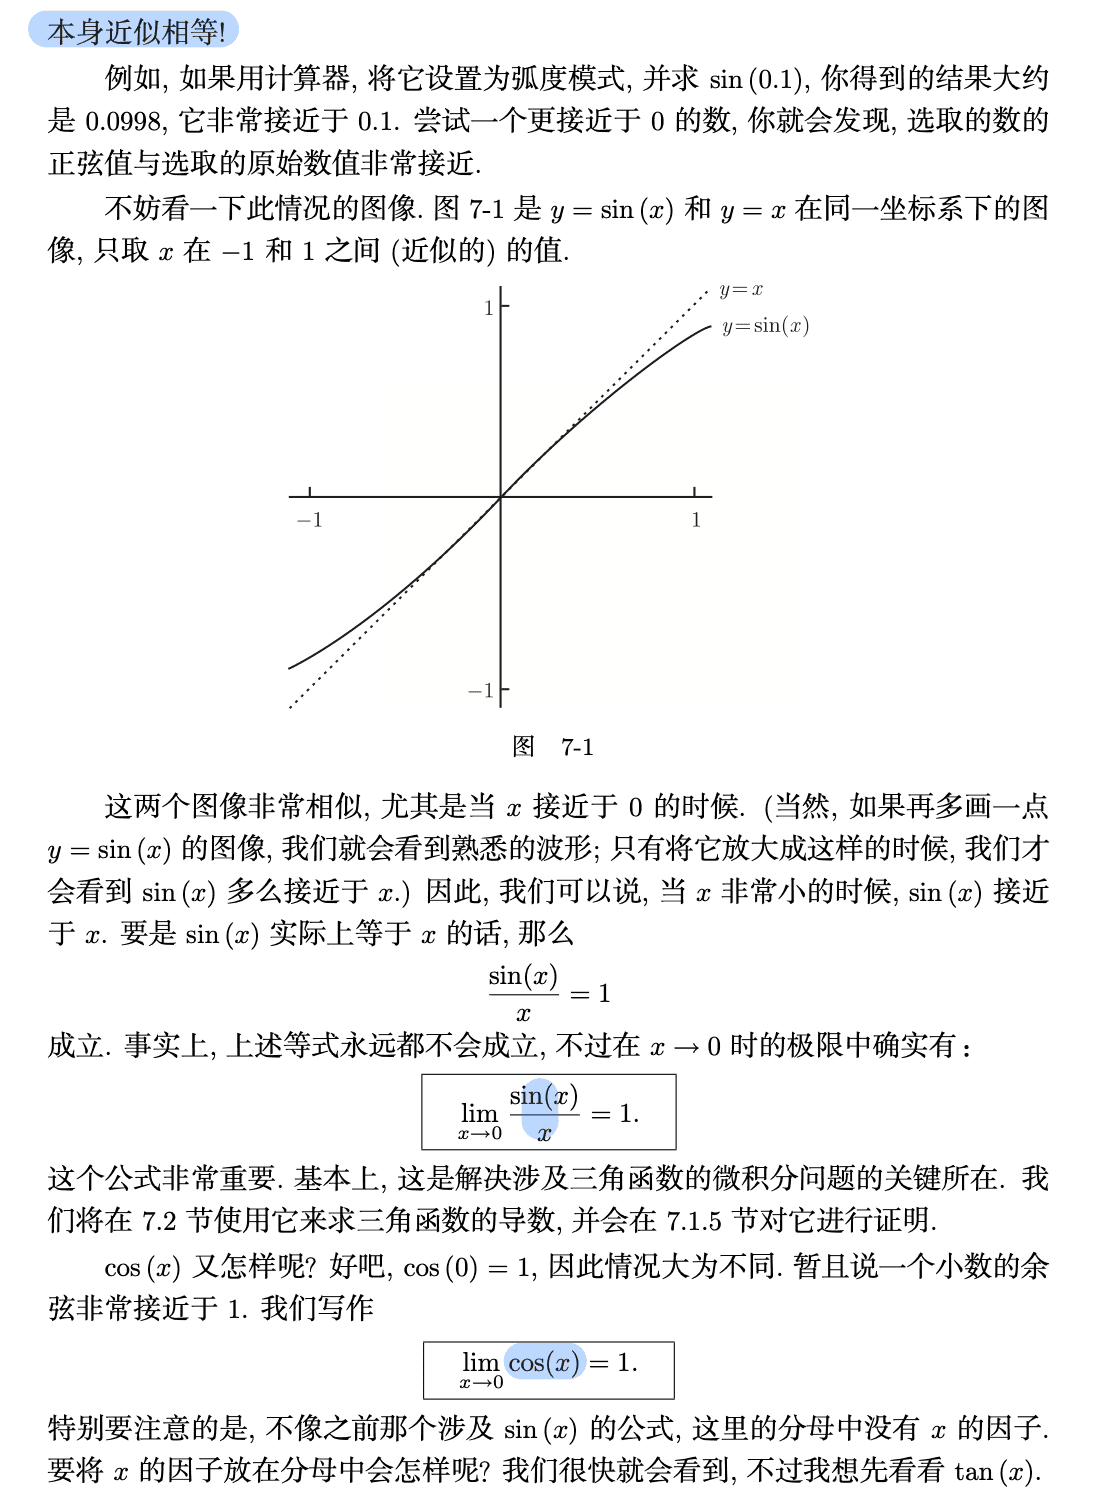 本身近似相等!
例如, 如果用计算器, 将它设置为弧度模式, 并求 sin (0.1), 你得到的结果大约
是 0.0998, 它非常接近于 0.1. 尝试一个更接近于 0 的数, 你就会发现, 选取的数的
正弦值与选取的原始数值非常接近.
不妨看一下此情况的图像. 图 7-1 是 y = sin (x) 和 y = x 在同一坐标系下的图
像, 只取 x 在 −1 和 1 之间 (近似的) 的值.
y=x
1
y=sin(x)
−1
1
−1
图 7-1
这两个图像非常相似, 尤其是当 x 接近于 0 的时候. (当然, 如果再多画一点
y = sin (x) 的图像, 我们就会看到熟悉的波形; 只有将它放大成这样的时候, 我们才
会看到 sin (x) 多么接近于 x.) 因此, 我们可以说, 当 x 非常小的时候, sin (x) 接近
于 x. 要是 sin (x) 实际上等于 x 的话, 那么
sin(x)/x = 1
成立. 事实上, 上述等式永远都不会成立, 不过在 x → 0 时的极限中确实有:
lim x→0 sin(x)/x = 1.
这个公式非常重要. 基本上, 这是解决涉及三角函数的微积分问题的关键所在. 我
们将在 7.2 节使用它来求三角函数的导数, 并会在 7.1.5 节对它进行证明.
cos (x) 又怎样呢? 好吧, cos (0) = 1, 因此情况大为不同. 暂且说一个小数的余
弦非常接近于 1. 我们写作
lim x→0 cos(x) = 1.
特别要注意的是, 不像之前那个涉及 sin (x) 的公式, 这里的分母中没有 x 的因子.
要将 x 的因子放在分母中会怎样呢? 我们很快就会看到, 不过我想先看看 tan (x).